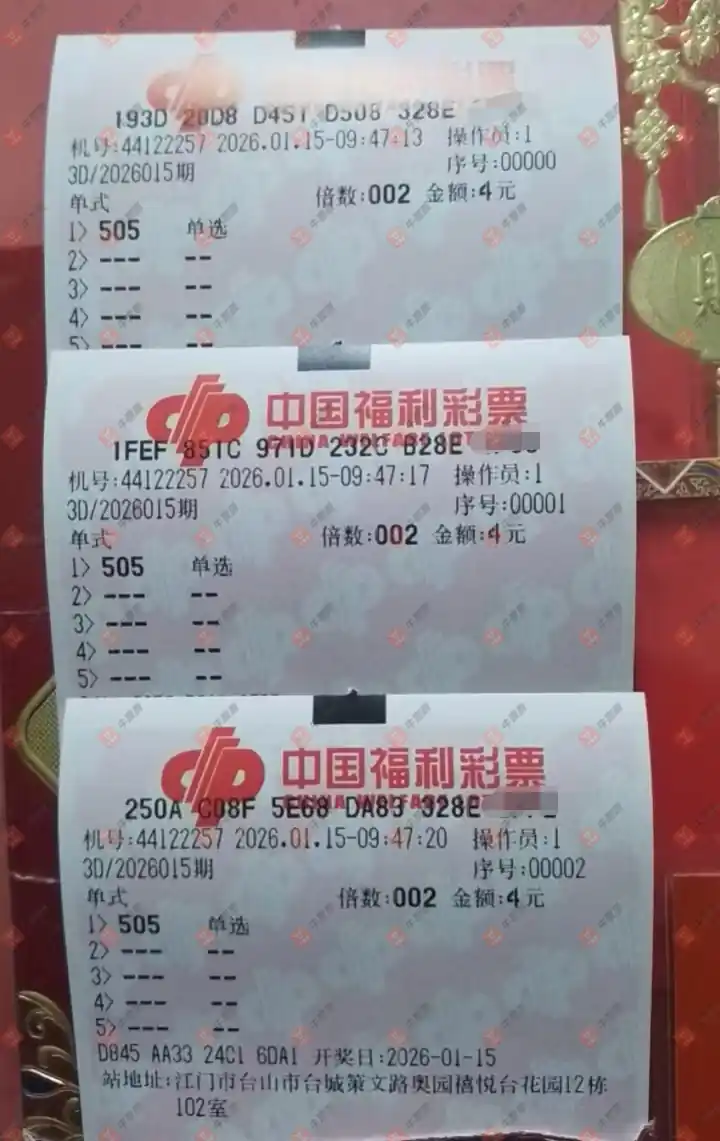 193D 20D8 D451 D508 328E
机号:44122257 2026.01.15-09:47:13 操作员:1
序号:00000
3D/2026015期
单式 倍数:002 金额:4元
1> 505 单选
2> --- --
3> --- --
4> --- --
5> --- --
中国福利彩票
CHINA WELFARE LOT
1FEF 851C 971D 232C B28E
机号:44122257 2026.01.15-09:47:17 操作员:1
3D/2026015期 序号:00001
单式 倍数:002 金额:4元
1> 505 单选
2> --- --
3> --- --
4> --- --
5> --- --
中国福利彩票
CHINA WELFARE LOT
250A C08F 5E68 DA83 328E
机号:44122257 2026.01.15-09:47:20 操作员:1
3D/2026015期 序号:00002
单式 倍数:002 金额:4元
1> 505 单选
2> --- --
3> --- --
4> --- --
5> --- --
D845 AA33 24C1 6DA1 开奖日:2026-01-15
站地址:江门市台山市台城策文路奥园禧悦台花园12栋
102室